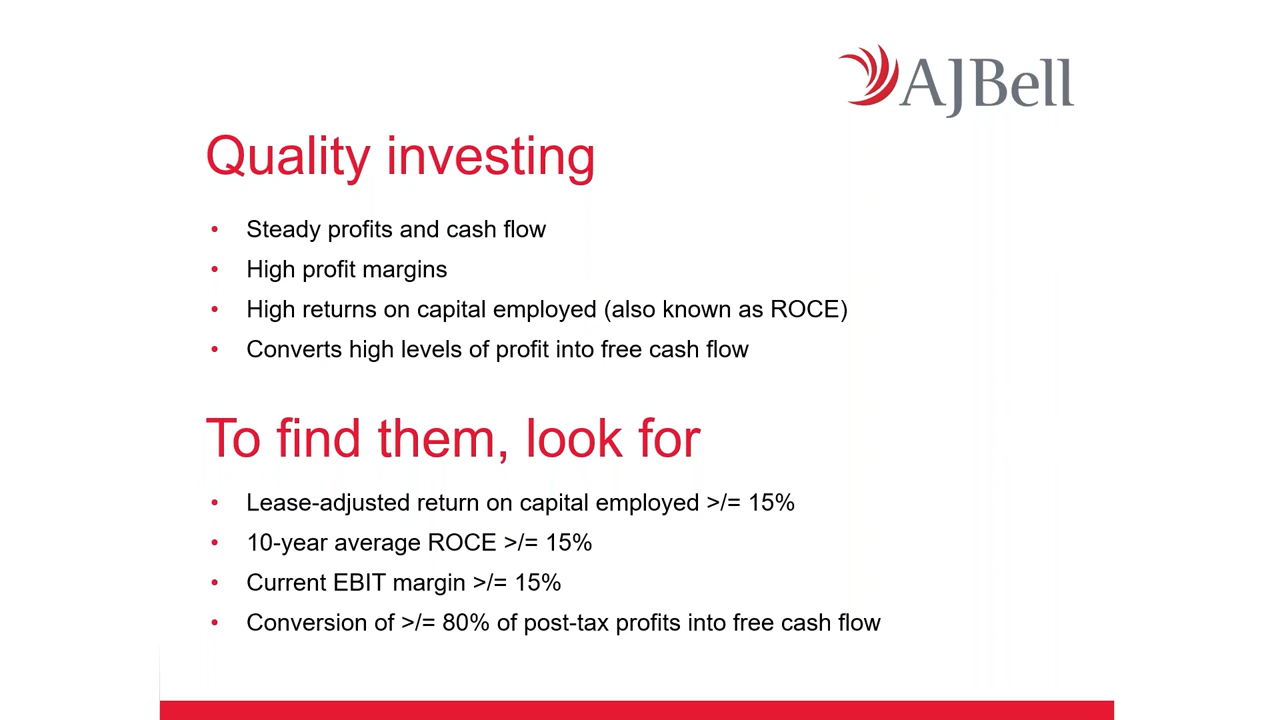 AJBell
Quality investing
• Steady profits and cash flow
• High profit margins
• High returns on capital employed (also known as ROCE)
• Converts high levels of profit into free cash flow
To find them, look for
• Lease-adjusted return on capital employed >/= 15%
• 10-year average ROCE >/= 15%
• Current EBIT margin >/= 15%
• Conversion of >/= 80% of post-tax profits into free cash flow